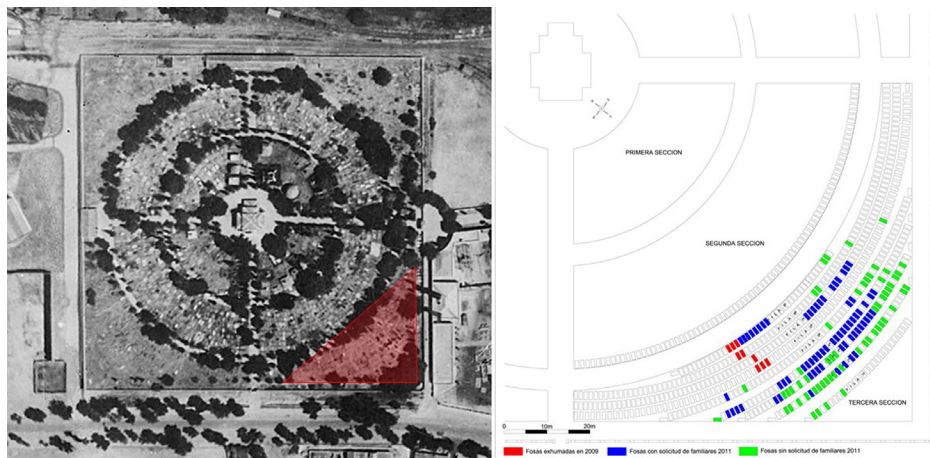 PRIMERA SECCION
SEGUNDA SECCION
TERCERA SECCION
0 10m 20m
Fosas exhumadas en 2009 Fosas con solicitud de familiares 2011 Fosas sin solicitud de familiares 2011